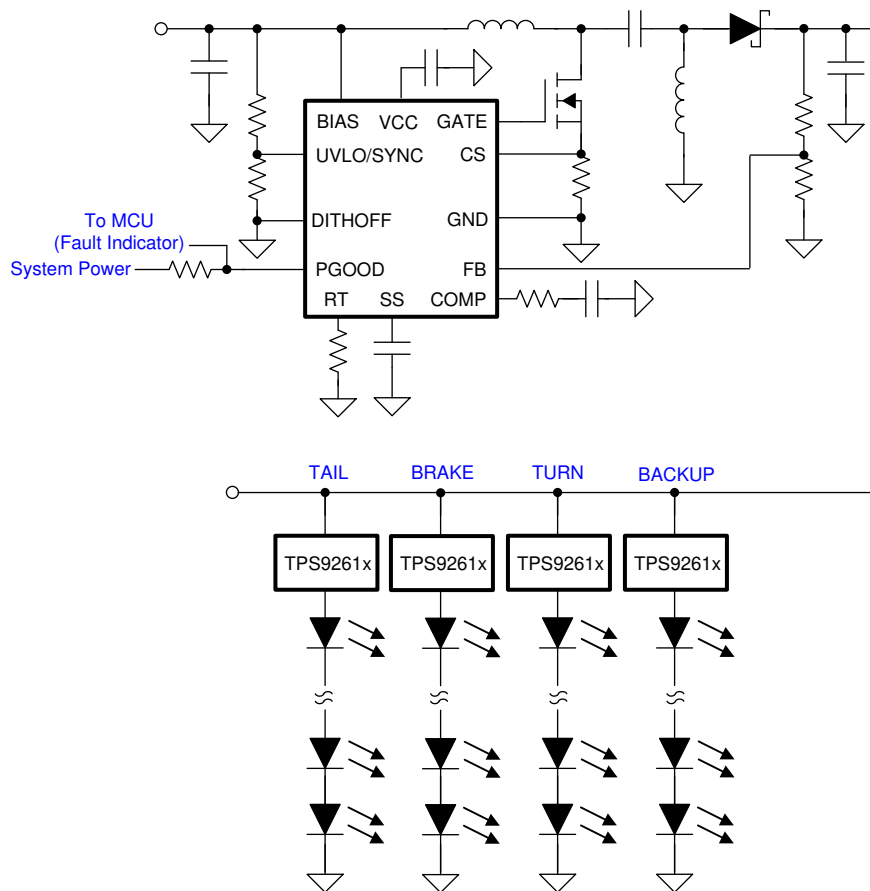 BIAS
VCC
GATE
UVLO/SYNC
CS
To MCU
(Fault Indicator)
DITHOFF
GND
System Power
PGOOD
FB
RT
SS
COMP
TAIL
BRAKE
TURN
BACKUP
TPS9261x
TPS9261x
TPS9261x
TPS9261x